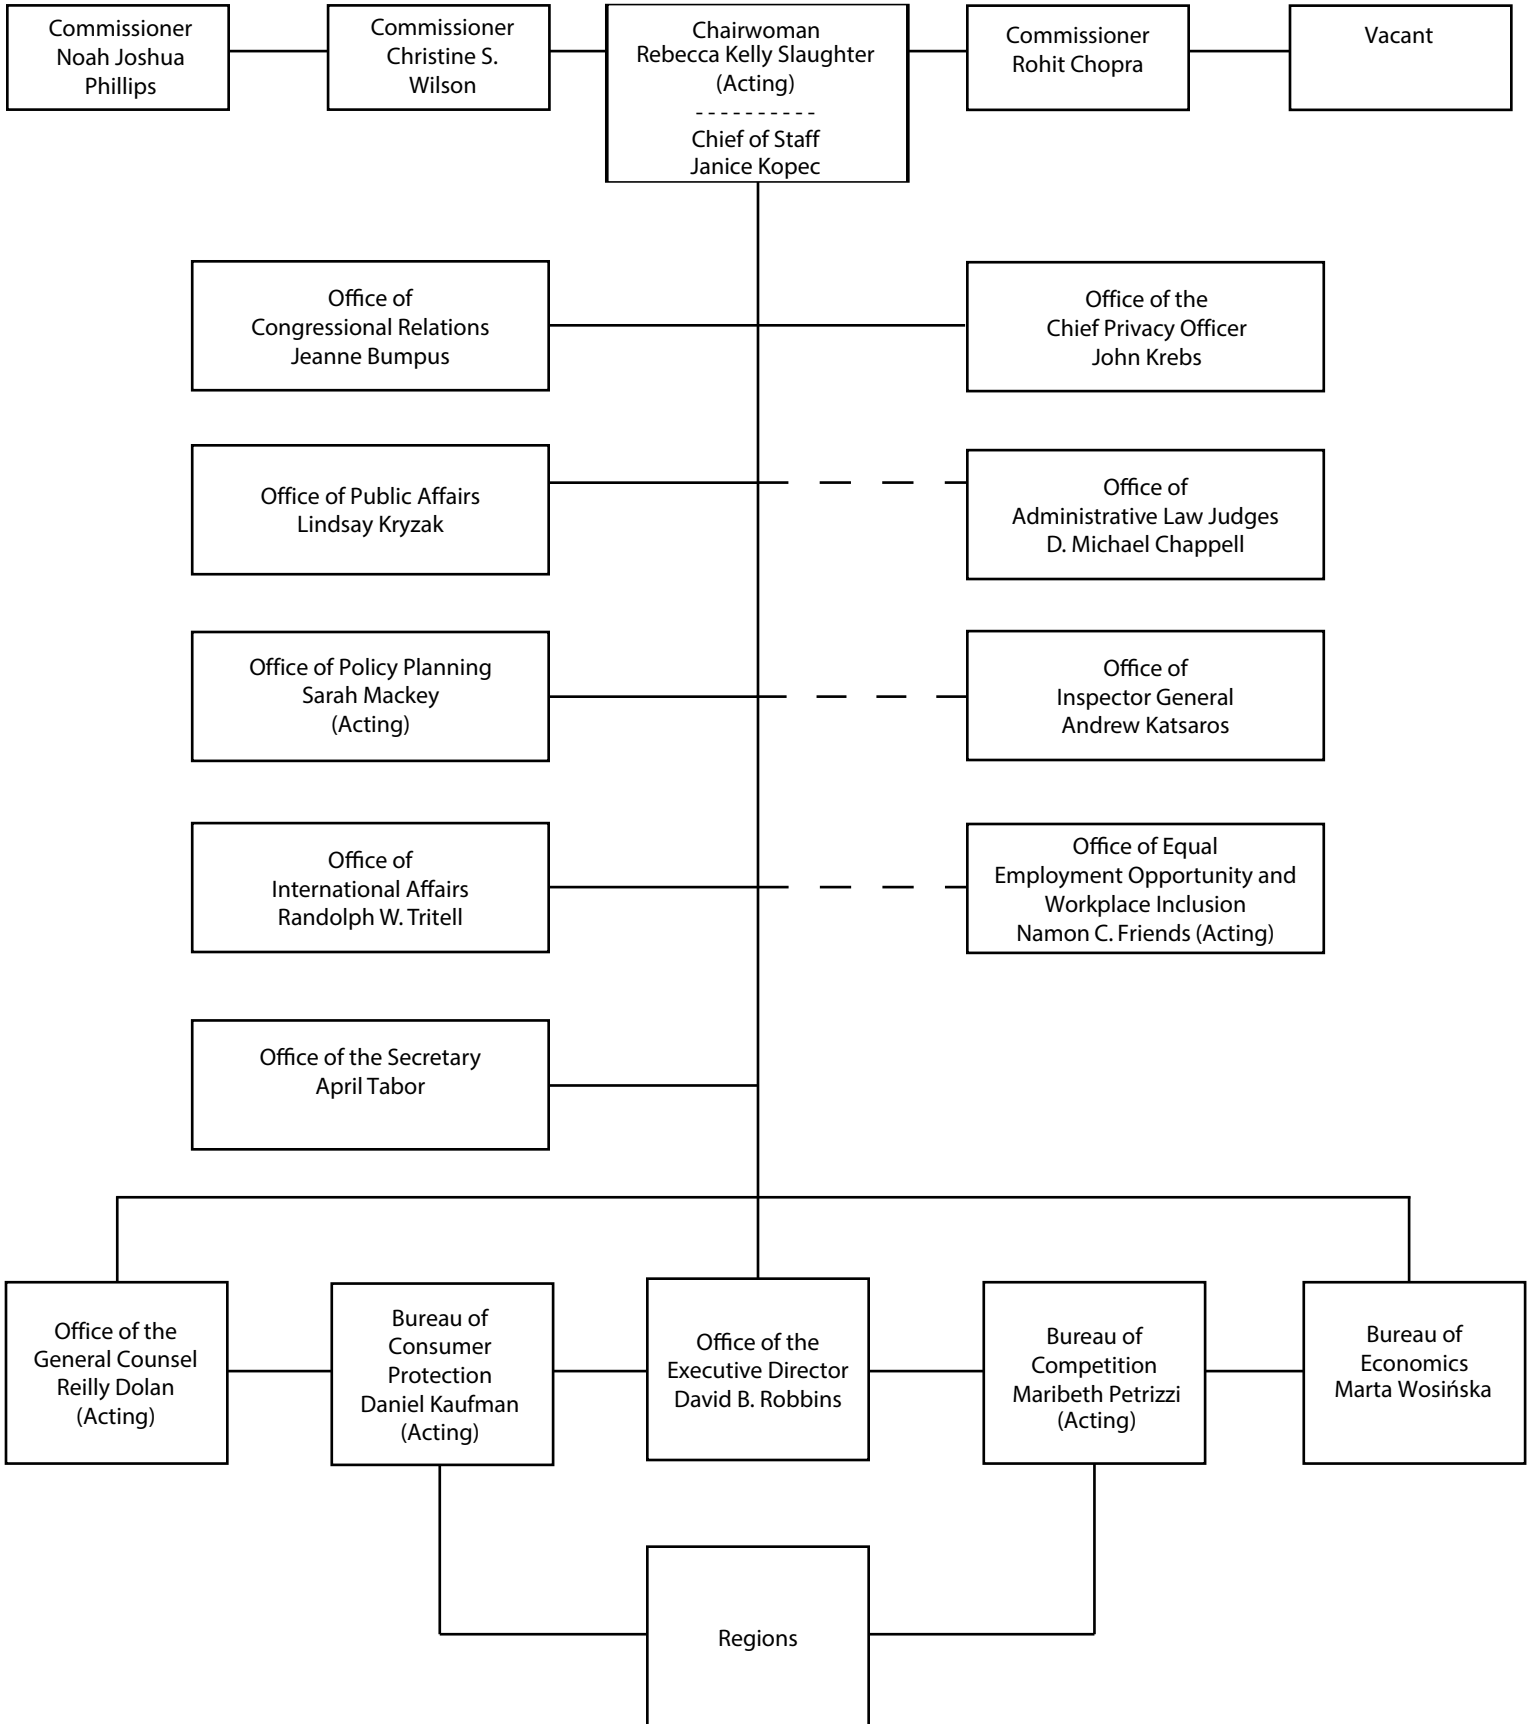 Commissioner
Noah Joshua
Phillips
Commissioner
Christine S.
Wilson
Chairwoman
Rebecca Kelly Slaughter
(Acting)
----------
Chief of Staff
Janice Kopec
Commissioner
Rohit Chopra
Vacant
Office of
Congressional Relations
Jeanne Bumpus
Office of the
Chief Privacy Officer
John Krebs
Office of Public Affairs
Lindsay Kryzak
Office of
Administrative Law Judges
D. Michael Chappell
Office of Policy Planning
Sarah Mackey
(Acting)
Office of
Inspector General
Andrew Katsaros
Office of
International Affairs
Randolph W. Tritell
Office of Equal
Employment Opportunity and
Workplace Inclusion
Namon C. Friends (Acting)
Office of the Secretary
April Tabor
Office of the
General Counsel
Reilly Dolan
(Acting)
Bureau of
Consumer
Protection
Daniel Kaufman
(Acting)
Office of the
Executive Director
David B. Robbins
Bureau of
Competition
Maribeth Petrizzi
(Acting)
Bureau of
Economics
Marta Wosińska
Regions